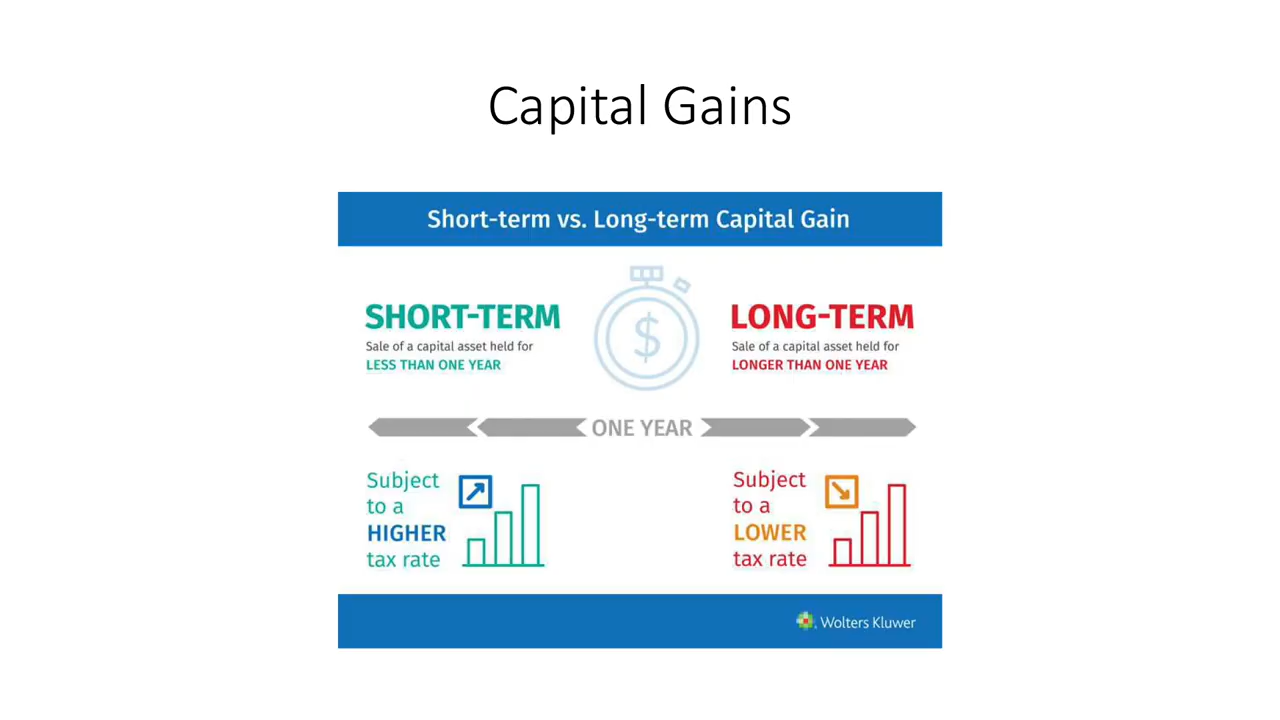 Capital Gains
Short-term vs. Long-term Capital Gain
SHORT-TERM
Sale of a capital asset held for
LESS THAN ONE YEAR
$
LONG-TERM
Sale of a capital asset held for
LONGER THAN ONE YEAR
ONE YEAR
Subject
to a
HIGHER
tax rate
Subject
to a
LOWER
tax rate
Wolters Kluwer